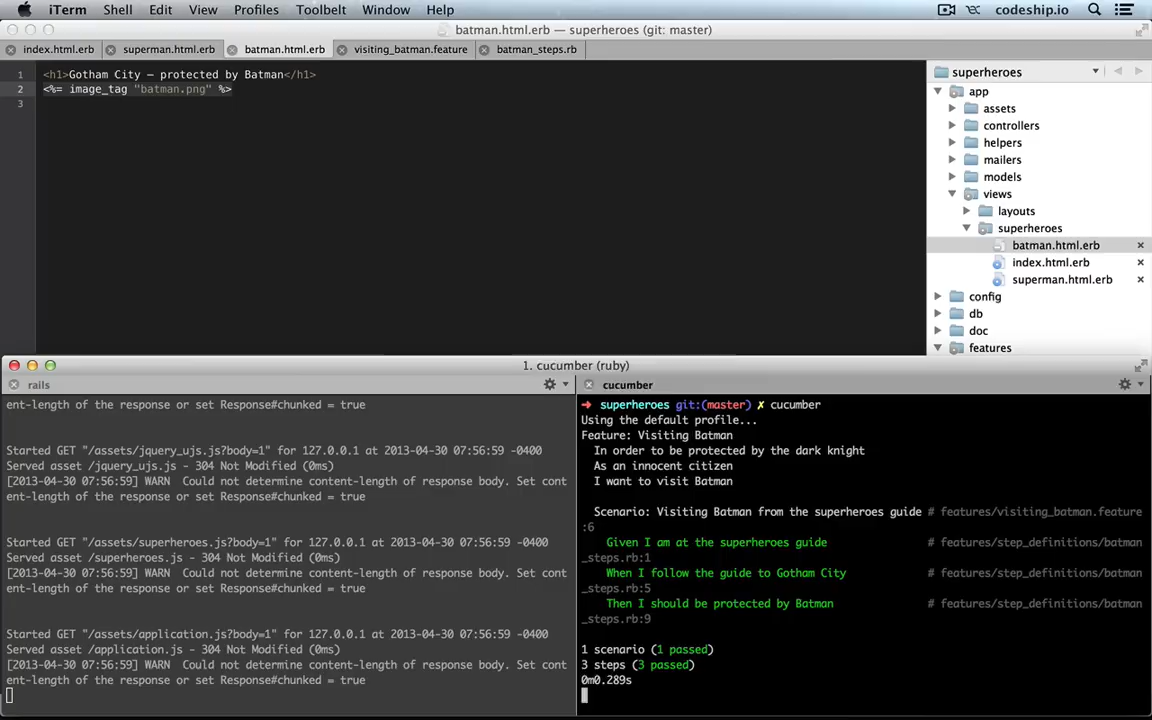 iTerm Shell Edit View Profiles Toolbelt Window Help codeship.io
batman.html.erb — superheroes (git: master)
index.html.erb superman.html.erb batman.html.erb visiting_batman.feature batman_steps.rb
1 <h1>Gotham City – protected by Batman</h1>
2 <%= image_tag "batman.png" %>
3
superheroes
app
assets
controllers
helpers
mailers
models
views
layouts
superheroes
batman.html.erb
index.html.erb
superman.html.erb
config
db
doc
features
1. cucumber (ruby)
rails
ent-length of the response or set Response#chunked = true
Started GET "/assets/jquery_ujs.js?body=1" for 127.0.0.1 at 2013-04-30 07:56:59 -0400
Served asset /jquery_ujs.js - 304 Not Modified (0ms)
[2013-04-30 07:56:59] WARN  Could not determine content-length of response body. Set cont
ent-length of the response or set Response#chunked = true
Started GET "/assets/superheroes.js?body=1" for 127.0.0.1 at 2013-04-30 07:56:59 -0400
Served asset /superheroes.js - 304 Not Modified (0ms)
[2013-04-30 07:56:59] WARN  Could not determine content-length of response body. Set cont
ent-length of the response or set Response#chunked = true
Started GET "/assets/application.js?body=1" for 127.0.0.1 at 2013-04-30 07:56:59 -0400
Served asset /application.js - 304 Not Modified (0ms)
[2013-04-30 07:56:59] WARN  Could not determine content-length of response body. Set cont
ent-length of the response or set Response#chunked = true
cucumber
➜ superheroes git:(master) ✗ cucumber
Using the default profile...
Feature: Visiting Batman
In order to be protected by the dark knight
As an innocent citizen
I want to visit Batman
Scenario: Visiting Batman from the superheroes guide # features/visiting_batman.feature
:6
Given I am at the superheroes guide # features/step_definitions/batman
_steps.rb:1
When I follow the guide to Gotham City # features/step_definitions/batman
_steps.rb:5
Then I should be protected by Batman # features/step_definitions/batman
_steps.rb:9
1 scenario (1 passed)
3 steps (3 passed)
0m0.289s